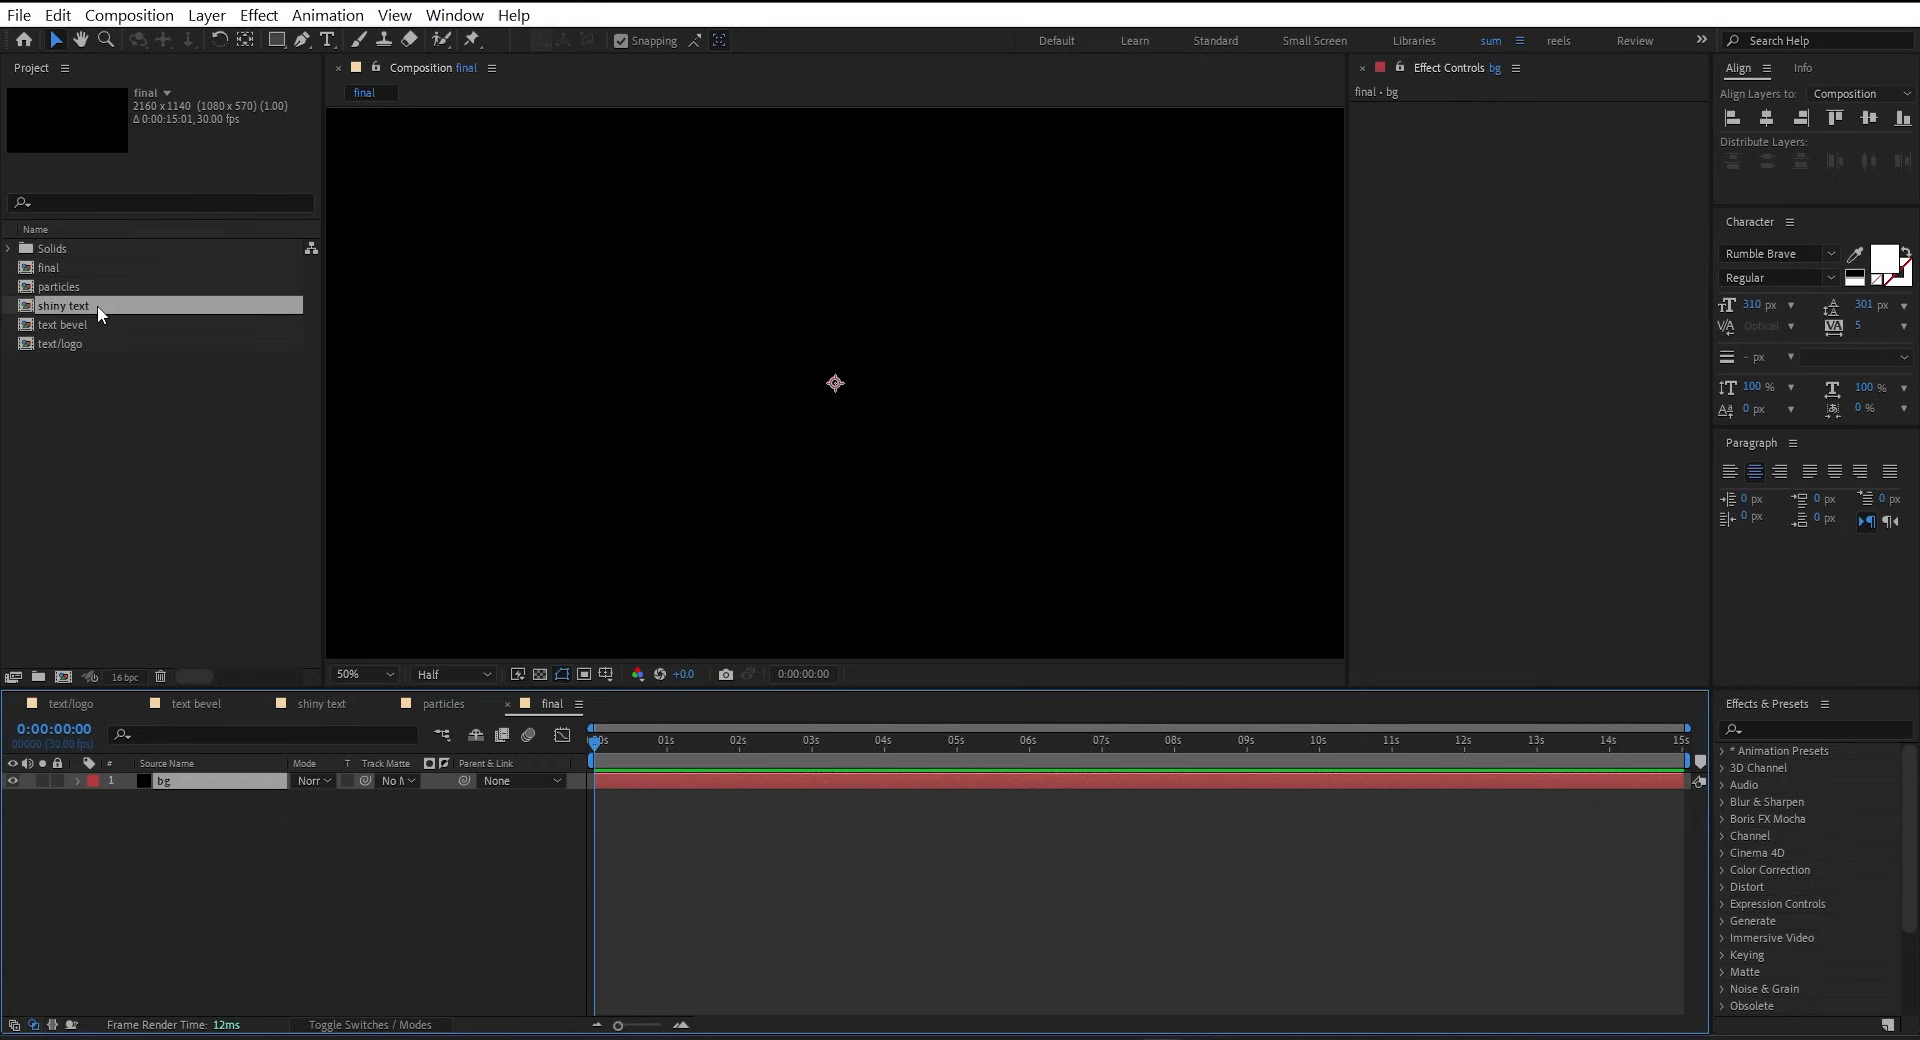 File Edit Composition Layer Effect Animation View Window Help
Snapping Default Learn Standard Small Screen Libraries sum reels Review Search Help
Project
final
2160 x 1140 (1080 x 570) (1.00)
Δ 0:00:15:01, 30.00 fps
Name
Solids
final
particles
shiny text
text bevel
text/logo
16 bpc
Composition final
final
50% Half +0.0 0:00:00:00
Effect Controls bg
final • bg
Align Info
Align Layers to: Composition
Distribute Layers:
Character
Rumble Brave
Regular
310 px 301 px
Optical 5
- px
100 % 100 %
0 px 0 %
Paragraph
0 px 0 px 0 px
0 px 0 px
text/logo text bevel shiny text particles final
0:00:00:00
00000 (30.00 fps)
# Source Name Mode T Track Matte Parent & Link
1 bg Norr No M None
00s 01s 02s 03s 04s 05s 06s 07s 08s 09s 10s 11s 12s 13s 14s 15s
Frame Render Time: 12ms Toggle Switches / Modes
Effects & Presets
* Animation Presets
3D Channel
Audio
Blur & Sharpen
Boris FX Mocha
Channel
Cinema 4D
Color Correction
Distort
Expression Controls
Generate
Immersive Video
Keying
Matte
Noise & Grain
Obsolete